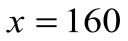 x = 160